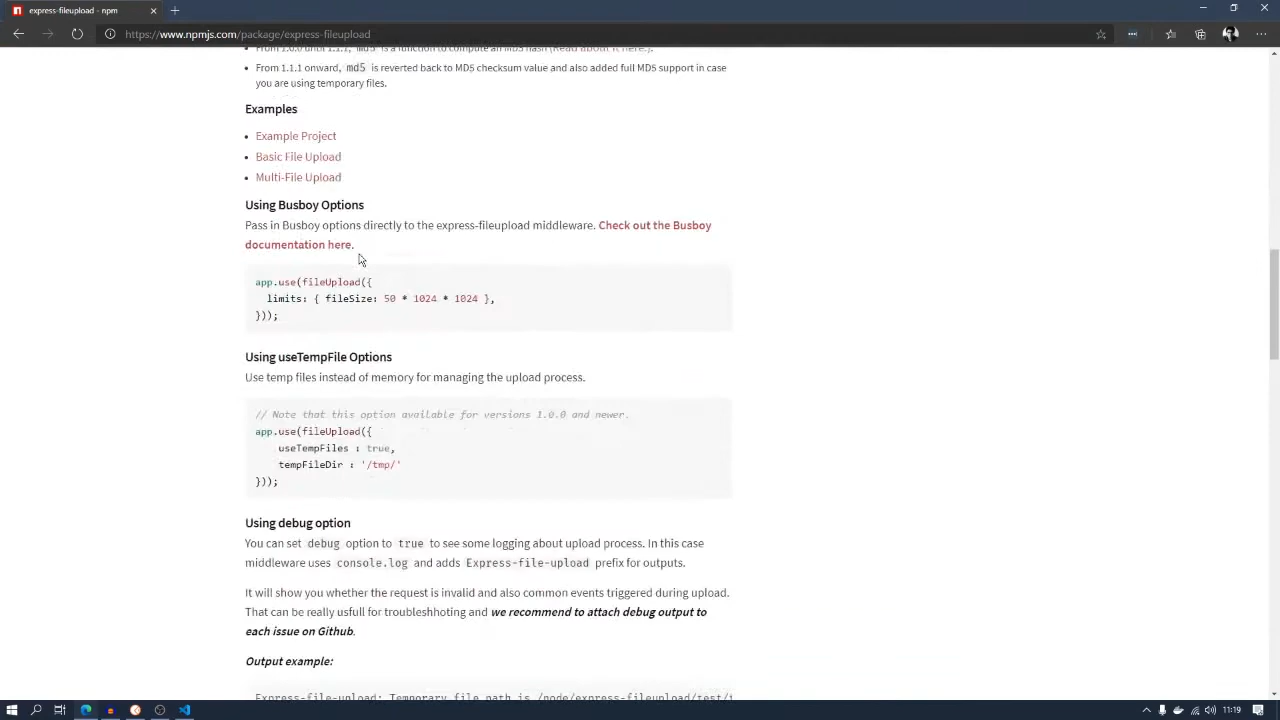 express-fileupload - npm
https://www.npmjs.com/package/express-fileupload
From 1.0.0 until 1.1.1, md5 is a function to compute an MD5 hash (Read about it here.).
From 1.1.1 onward, md5 is reverted back to MD5 checksum value and also added full MD5 support in case
you are using temporary files.
Examples
Example Project
Basic File Upload
Multi-File Upload
Using Busboy Options
Pass in Busboy options directly to the express-fileupload middleware. Check out the Busboy
documentation here.
app.use(fileUpload({
limits: { fileSize: 50 * 1024 * 1024 },
}));
Using useTempFile Options
Use temp files instead of memory for managing the upload process.
// Note that this option available for versions 1.0.0 and newer.
app.use(fileUpload({
useTempFiles : true,
tempFileDir : '/tmp/'
}));
Using debug option
You can set debug option to true to see some logging about upload process. In this case
middleware uses console.log and adds Express-file-upload prefix for outputs.
It will show you whether the request is invalid and also common events triggered during upload.
That can be really usfull for troubleshhoting and we recommend to attach debug output to
each issue on Github.
Output example:
Express-file-upload: Temporary file path is /node/express-fileupload/test/
11:19